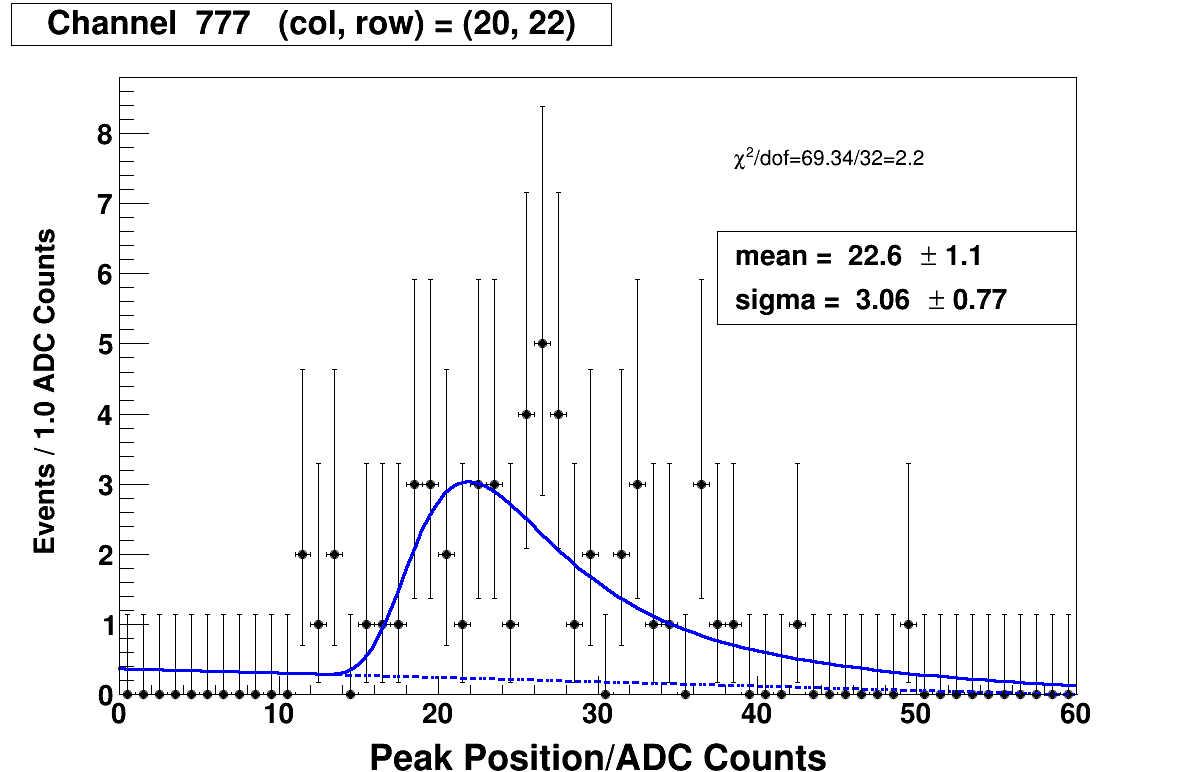 Channel 777 (col, row) = (20, 22)
χ²/dof=69.34/32=2.2
mean = 22.6 ± 1.1
sigma = 3.06 ± 0.77
Events / 1.0 ADC Counts
8
7
6
5
4
3
2
1
0
0 10 20 30 40 50 60
Peak Position/ADC Counts